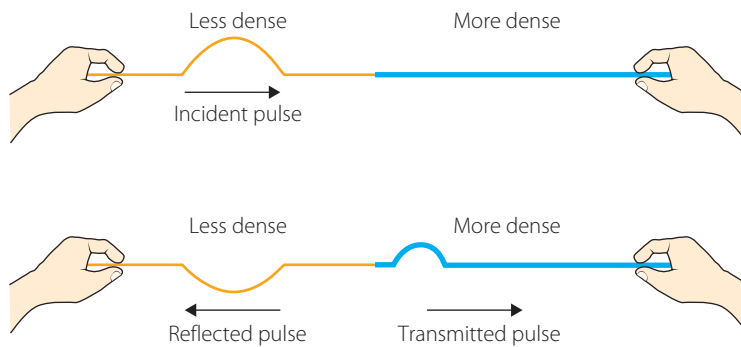 Less dense
More dense
Incident pulse
Less dense
More dense
Reflected pulse
Transmitted pulse